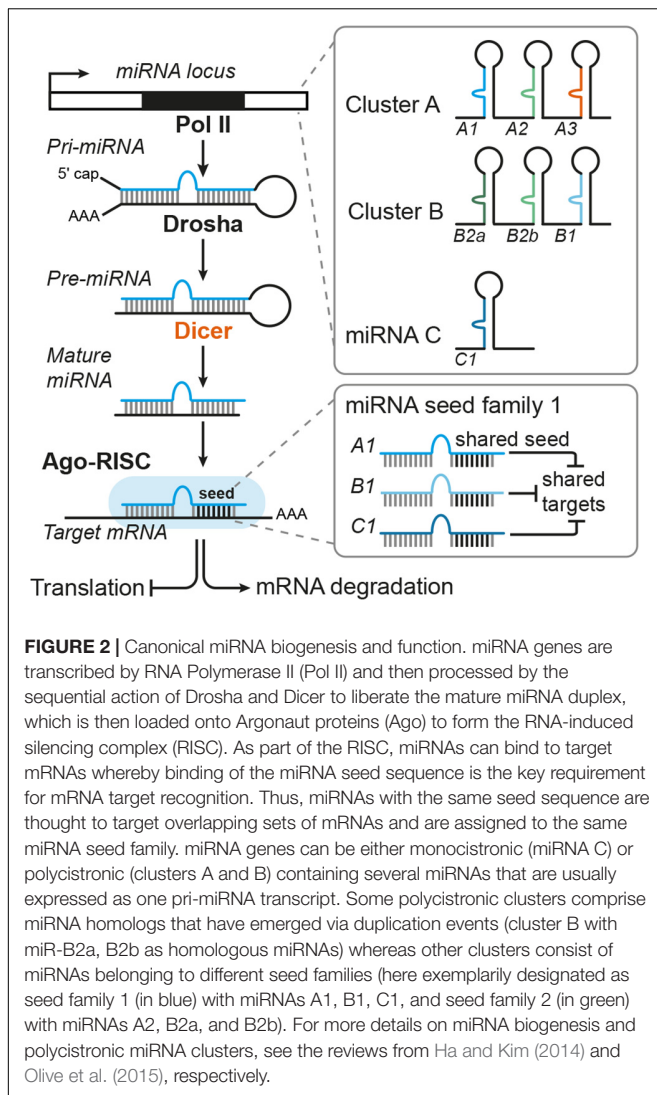 miRNA locus
Pol II
Pri-miRNA
5' cap
AAA
Drosha
Pre-miRNA
Dicer
Mature
miRNA
Ago-RISC
seed
AAA
Target mRNA
Translation
mRNA degradation
Cluster A
A1 A2 A3
Cluster B
B2a B2b B1
miRNA C
C1
miRNA seed family 1
A1
shared seed
B1
shared
targets
C1
FIGURE 2 | Canonical miRNA biogenesis and function. miRNA genes are
transcribed by RNA Polymerase II (Pol II) and then processed by the
sequential action of Drosha and Dicer to liberate the mature miRNA duplex,
which is then loaded onto Argonaut proteins (Ago) to form the RNA-induced
silencing complex (RISC). As part of the RISC, miRNAs can bind to target
mRNAs whereby binding of the miRNA seed sequence is the key requirement
for mRNA target recognition. Thus, miRNAs with the same seed sequence are
thought to target overlapping sets of mRNAs and are assigned to the same
miRNA seed family. miRNA genes can be either monocistronic (miRNA C) or
polycistronic (clusters A and B) containing several miRNAs that are usually
expressed as one pri-miRNA transcript. Some polycistronic clusters comprise
miRNA homologs that have emerged via duplication events (cluster B with
miR-B2a, B2b as homologous miRNAs) whereas other clusters consist of
miRNAs belonging to different seed families (here exemplarily designated as
seed family 1 (in blue) with miRNAs A1, B1, C1, and seed family 2 (in green)
with miRNAs A2, B2a, and B2b). For more details on miRNA biogenesis and
polycistronic miRNA clusters, see the reviews from Ha and Kim (2014) and
Olive et al. (2015), respectively.